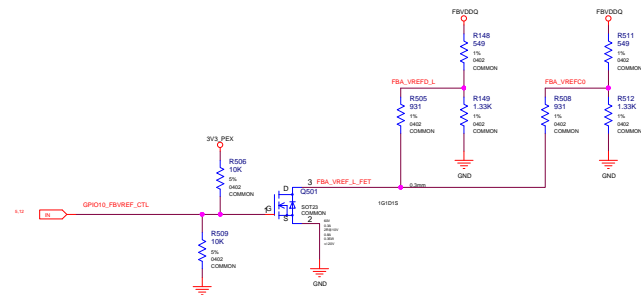 FBVDDQ
R148
549
1%
0402
COMMON
FBVDDQ
R511
549
1%
0402
COMMON
FBA_VREFD_L
FBA_VREFC0
R505
931
1%
0402
COMMON
R149
1.33K
1%
0402
COMMON
R508
931
1%
0402
COMMON
R512
1.33K
1%
0402
COMMON
3V3_PEX
R506
10K
5%
0402
COMMON
GND
GND
D
3
FBA_VREF_L_FET
0.3mm
Q501
1G1D1S
SOT23
COMMON
1
G
S
2
IN
GPIO10_FBVREF_CTL
R509
10K
5%
0402
COMMON
GND